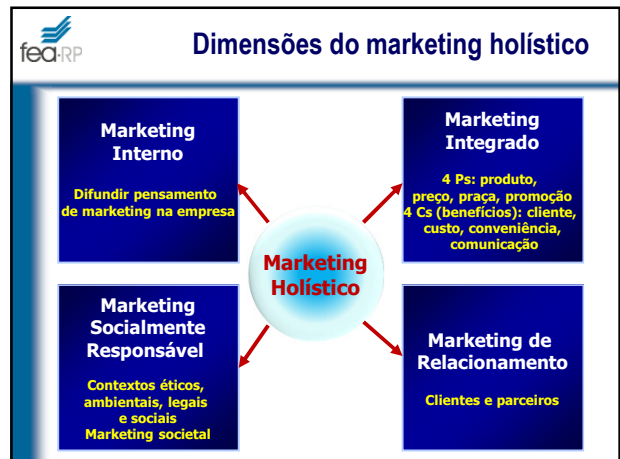 fea-RP
Dimensões do marketing holístico
Marketing
Interno
Difundir pensamento
de marketing na empresa
Marketing
Integrado
4 Ps: produto,
preço, praça, promoção
4 Cs (benefícios): cliente,
custo, conveniência,
comunicação
Marketing
Holístico
Marketing
Socialmente
Responsável
Contextos éticos,
ambientais, legais
e sociais
Marketing societal
Marketing de
Relacionamento
Clientes e parceiros